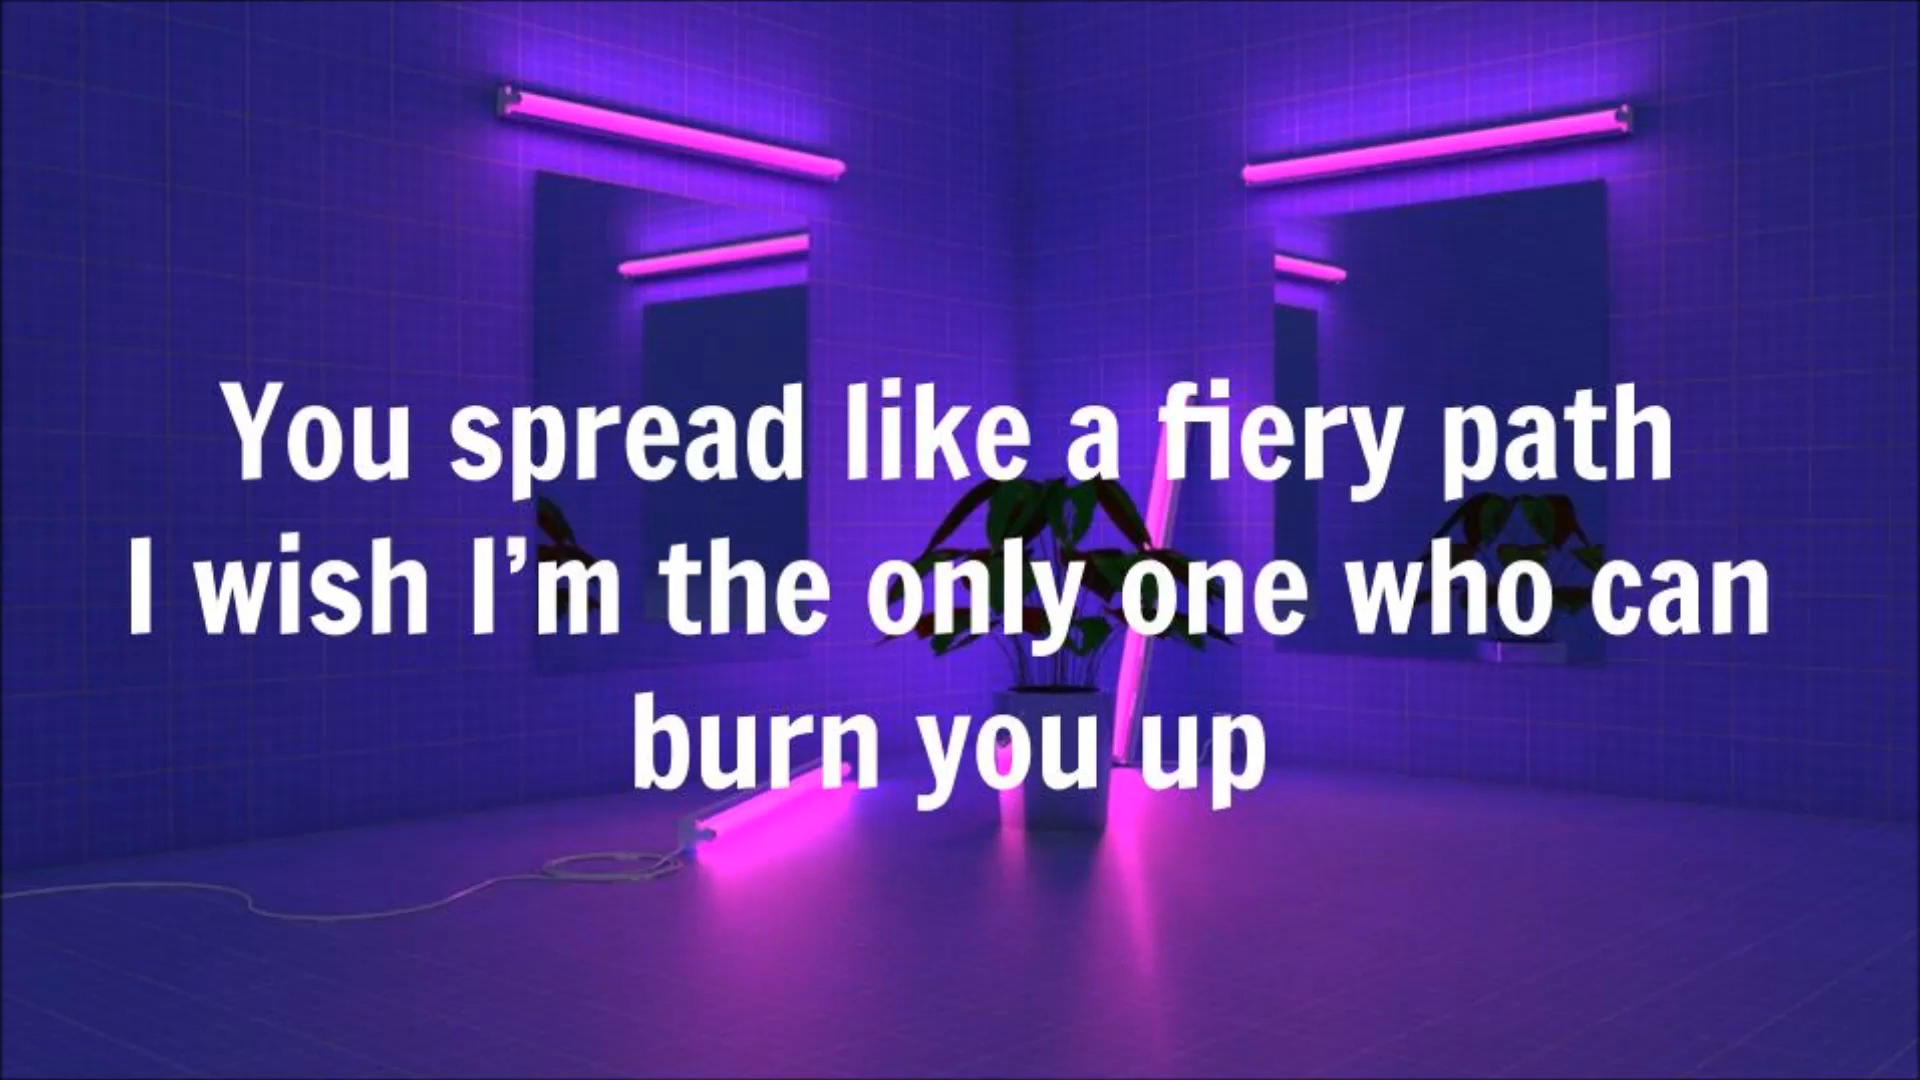 You spread like a fiery path
I wish I’m the only one who can
burn you up